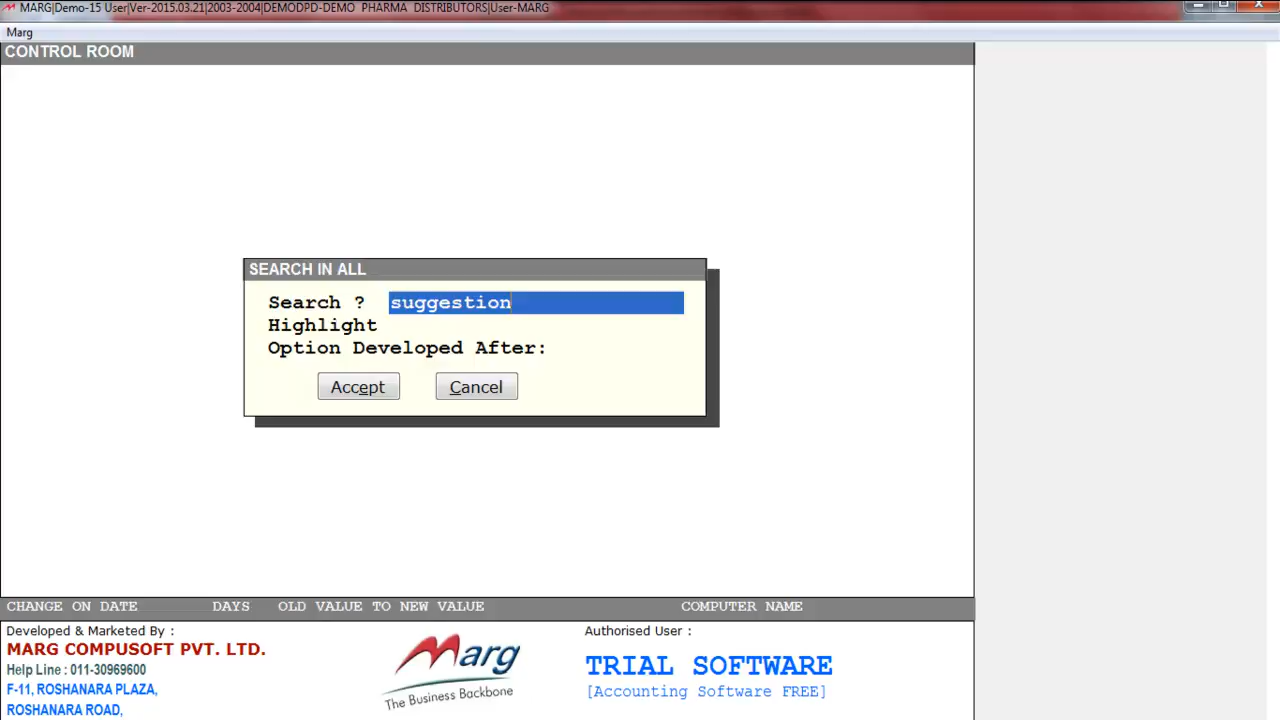 MARG|Demo-15 User|Ver-2015.03.21|2003-2004|DEMODPD-DEMO PHARMA DISTRIBUTORS|User-MARG
Marg
CONTROL ROOM
SEARCH IN ALL
Search ? suggestion
Highlight
Option Developed After:
Accept Cancel
CHANGE ON DATE DAYS OLD VALUE TO NEW VALUE COMPUTER NAME
Developed & Marketed By :
MARG COMPUSOFT PVT. LTD.
Help Line : 011-30969600
F-11, ROSHANARA PLAZA,
ROSHANARA ROAD,
Marg
The Business Backbone
Authorised User :
TRIAL SOFTWARE
[Accounting Software FREE]